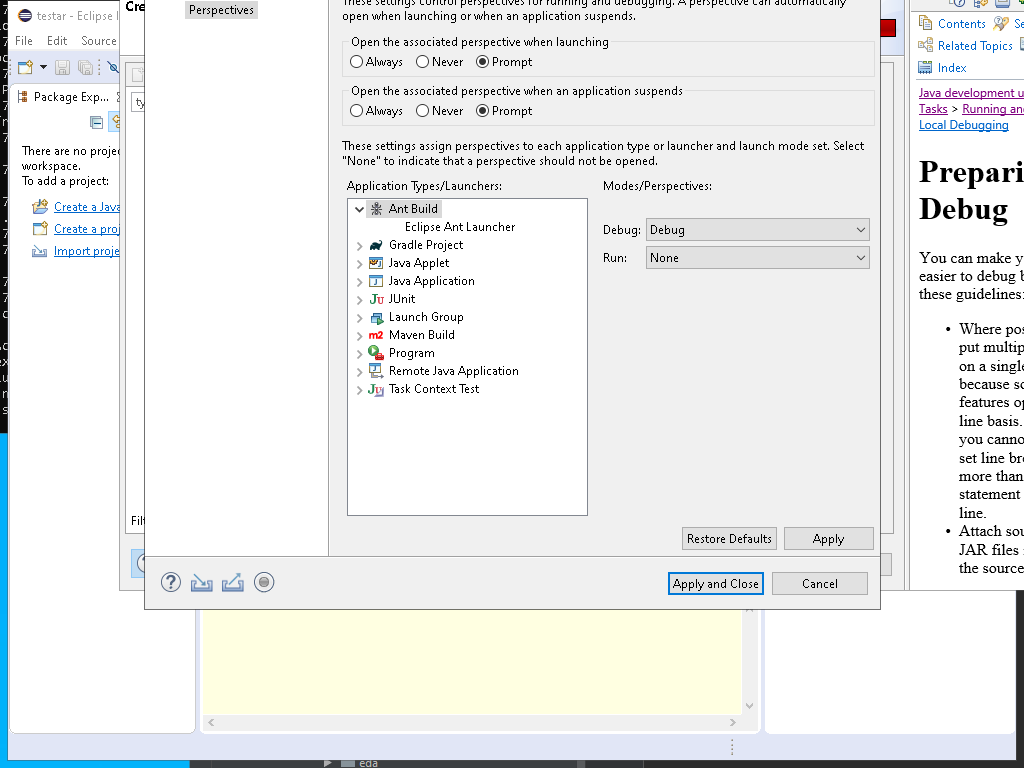 testar - Eclipse I
File Edit Source
Package Exp...
There are no proje
workspace.
To add a project:
Create a Java
Create a proj
Import proje
Cre
ty
Filt
Perspectives
These settings control perspectives for running and debugging. A perspective can automatically
open when launching or when an application suspends.
Open the associated perspective when launching
Always Never Prompt
Open the associated perspective when an application suspends
Always Never Prompt
These settings assign perspectives to each application type or launcher and launch mode set. Select
"None" to indicate that a perspective should not be opened.
Application Types/Launchers:
Ant Build
Eclipse Ant Launcher
Gradle Project
Java Applet
Java Application
JUnit
Launch Group
Maven Build
Program
Remote Java Application
Task Context Test
Modes/Perspectives:
Debug: Debug
Run: None
Restore Defaults Apply
Apply and Close Cancel
Contents Se
Related Topics
Index
Java development u
Tasks > Running and
Local Debugging
Prepari
Debug
You can make y
easier to debug b
these guidelines:
• Where pos
put multip
on a single
because so
features op
line basis.
you canno
set line bre
more than
statement
line.
• Attach sou
JAR files
the source
eda